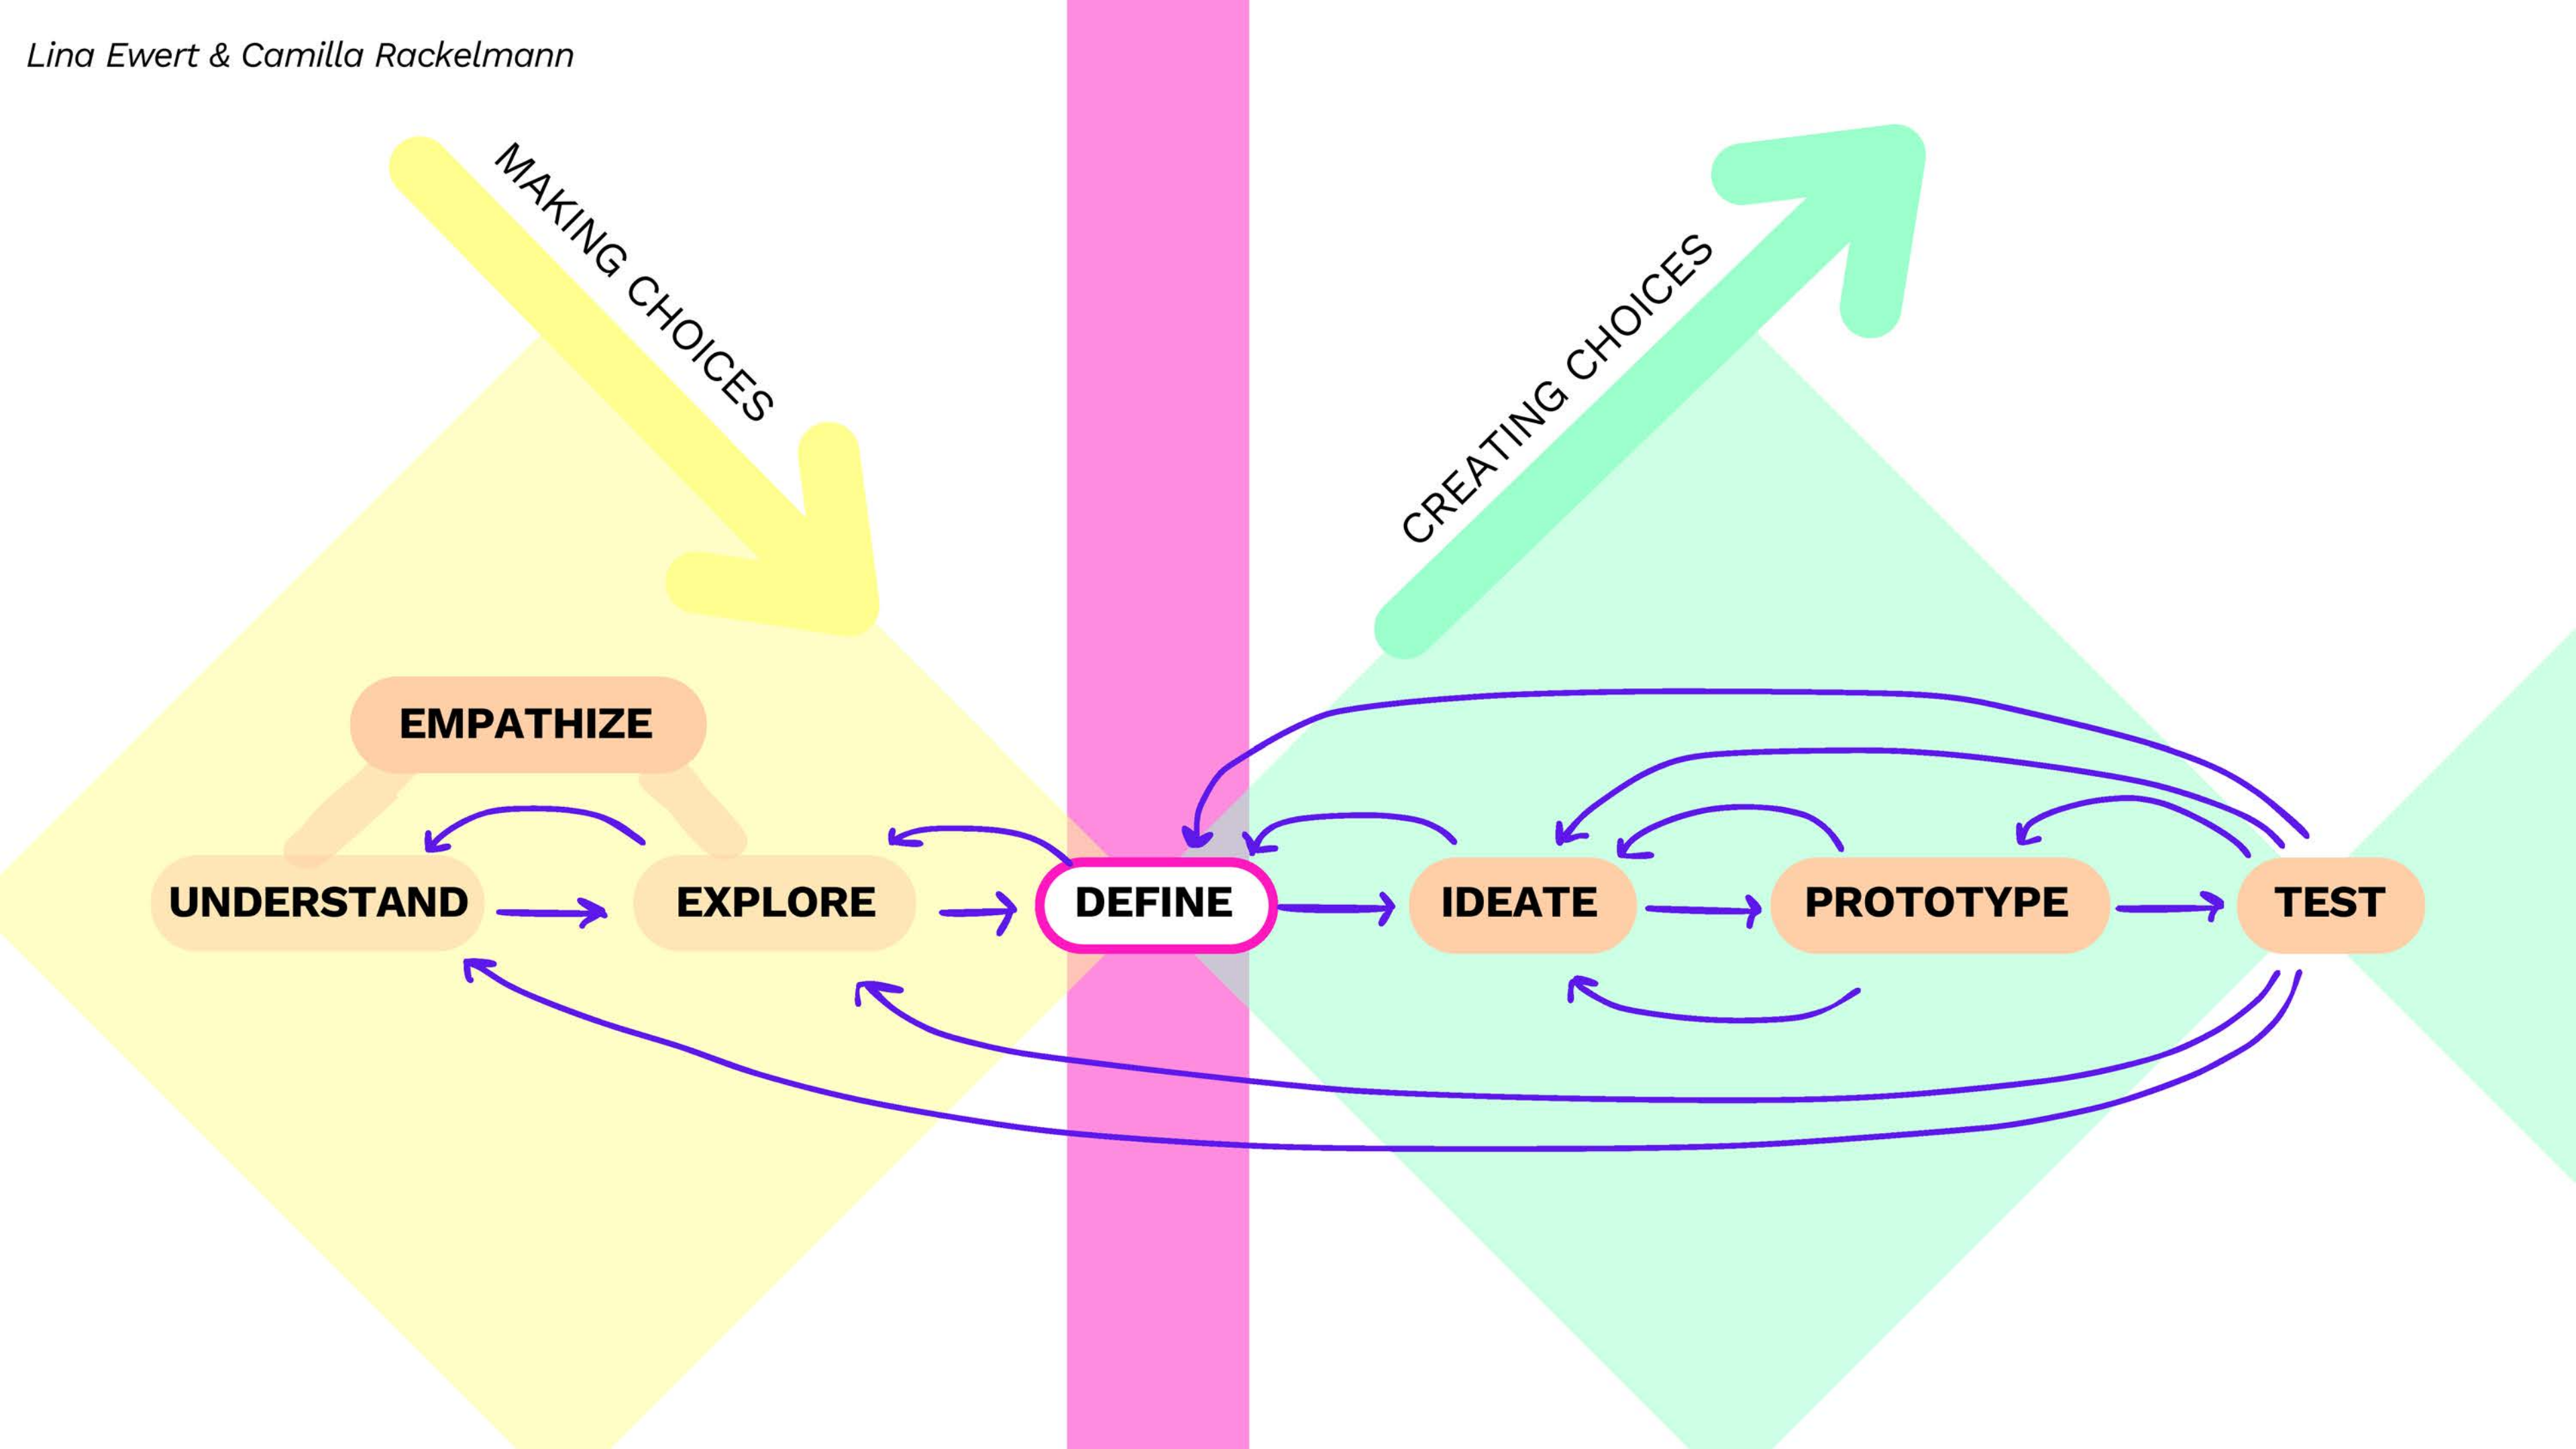 Lina Ewert & Camilla Rackelmann
MAKING CHOICES
CREATING CHOICES
EMPATHIZE
UNDERSTAND
EXPLORE
DEFINE
IDEATE
PROTOTYPE
TEST